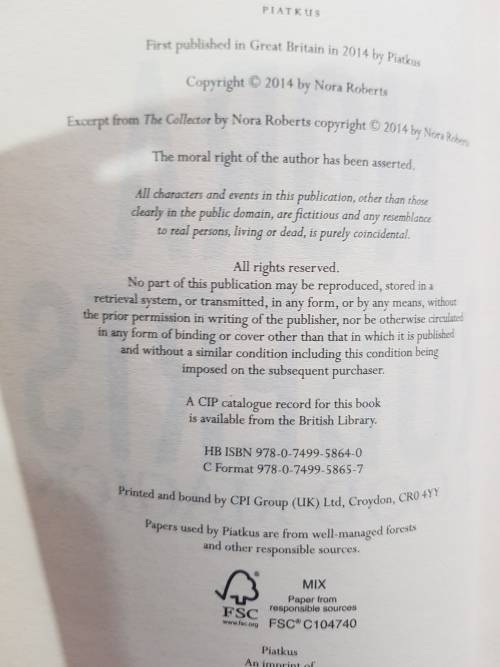 PIATKUS
First published in Great Britain in 2014 by Piatkus
Copyright © 2014 by Nora Roberts
Excerpt from The Collector by Nora Roberts copyright © 2014 by Nora Roberts
The moral right of the author has been asserted.
All characters and events in this publication, other than those
clearly in the public domain, are fictitious and any resemblance
to real persons, living or dead, is purely coincidental.
All rights reserved.
No part of this publication may be reproduced, stored in a
retrieval system, or transmitted, in any form, or by any means, without
the prior permission in writing of the publisher, nor be otherwise circulated
in any form of binding or cover other than that in which it is published
and without a similar condition including this condition being
imposed on the subsequent purchaser.
A CIP catalogue record for this book
is available from the British Library.
HB ISBN 978-0-7499-5864-0
C Format 978-0-7499-5865-7
Printed and bound by CPI Group (UK) Ltd, Croydon, CR0 4YY
Papers used by Piatkus are from well-managed forests
and other responsible sources.
FSC
www.fsc.org
MIX
Paper from
responsible sources
FSC® C104740
Piatkus
An imprint of